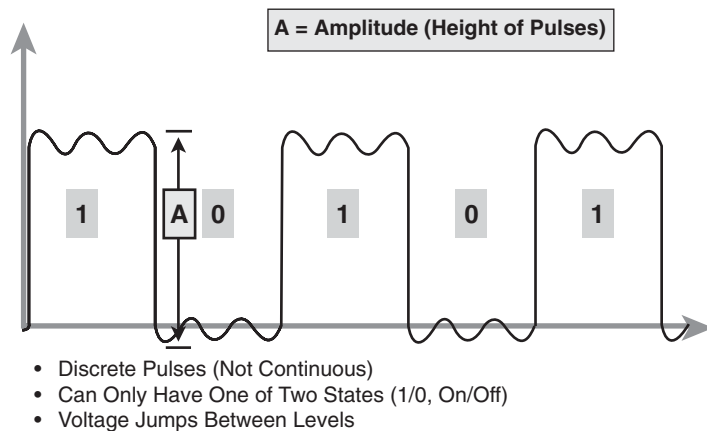 A = Amplitude (Height of Pulses)
1 A 0 1 0 1
• Discrete Pulses (Not Continuous)
• Can Only Have One of Two States (1/0, On/Off)
• Voltage Jumps Between Levels